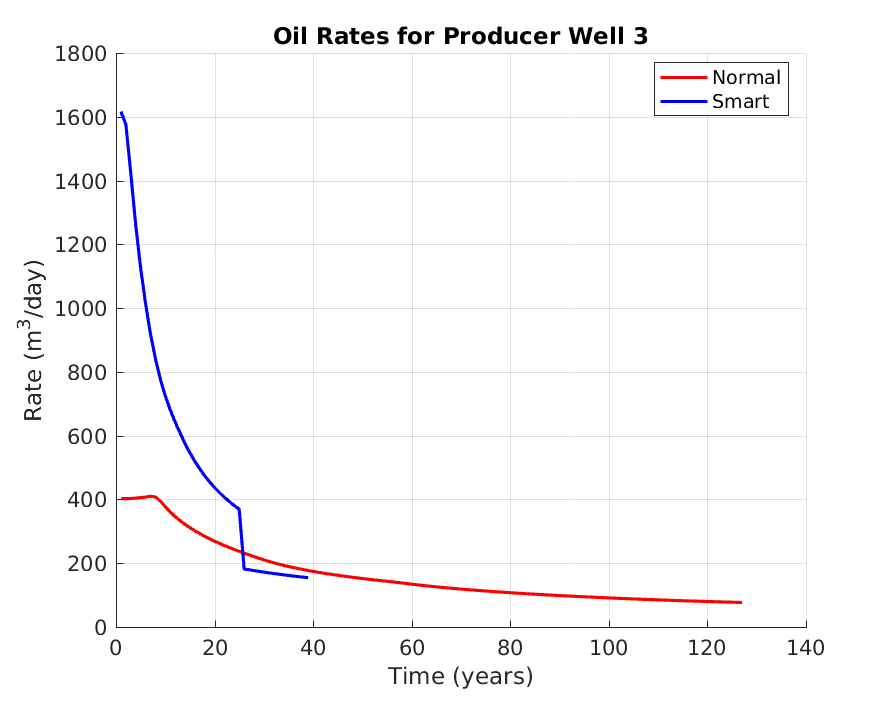 Oil Rates for Producer Well 3
Normal
Smart
Rate (m³/day)
1800
1600
1400
1200
1000
800
600
400
200
0
0 20 40 60 80 100 120 140
Time (years)